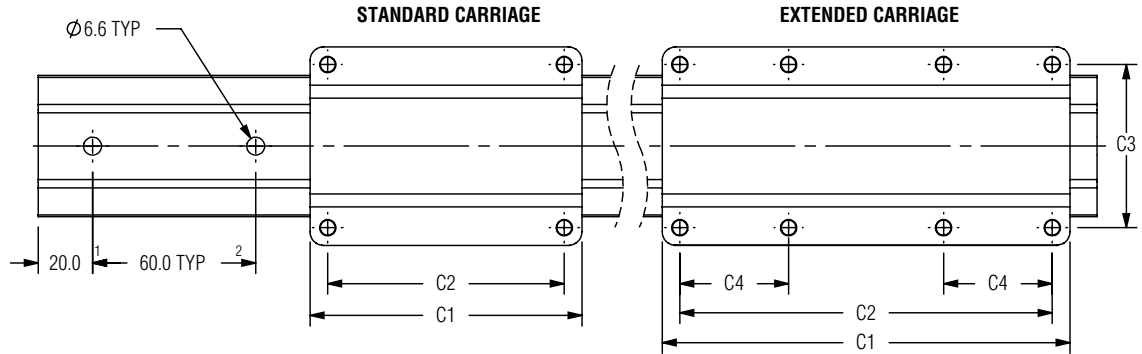 STANDARD CARRIAGE
EXTENDED CARRIAGE
Ø6.6 TYP
C3
20.0 1
60.0 TYP 2
C2
C1
C4
C4
C2
C1